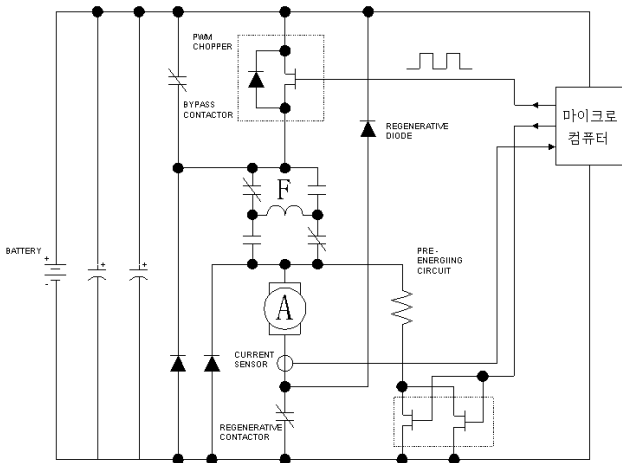 PWM
CHOPPER
BYPASS
CONTACTOR
REGENERATIVE
DIODE
마이크로
컴퓨터
F
BATTERY
+
-
+
+
PRE -
ENERGIING
CIRCUIT
A
CURRENT
SENSOR
REGENERATIVE
CONTACTOR